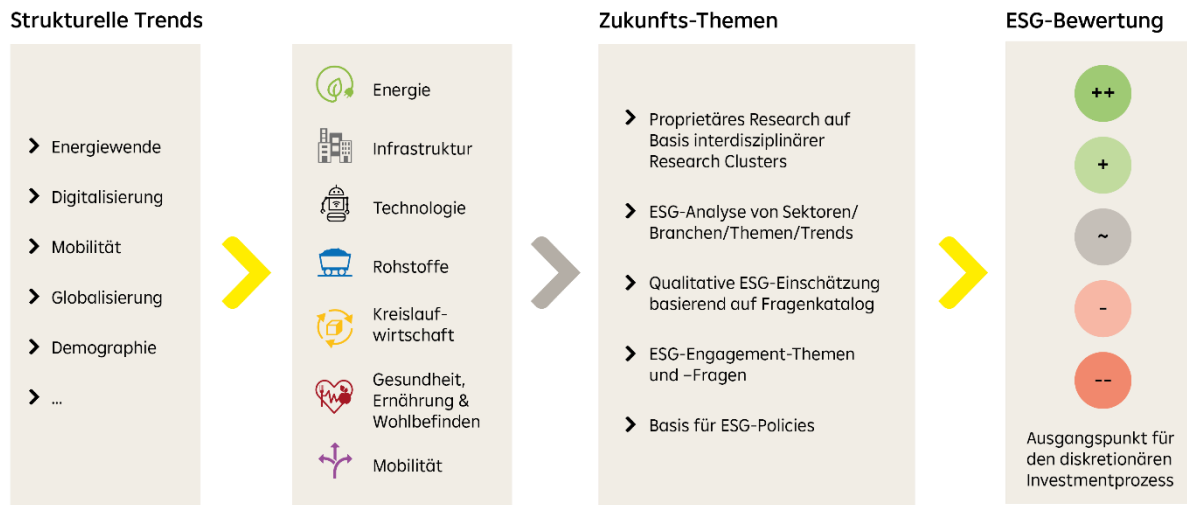 Strukturelle Trends
Energiewende
Digitalisierung
Mobilität
Globalisierung
Demographie
...
Energie
Infrastruktur
Technologie
Rohstoffe
Kreislauf-
wirtschaft
Gesundheit,
Ernährung &
Wohlbefinden
Mobilität
Zukunfts-Themen
Proprietäres Research auf
Basis interdisziplinärer
Research Clusters
ESG-Analyse von Sektoren/
Branchen/Themen/Trends
Qualitative ESG-Einschätzung
basierend auf Fragenkatalog
ESG-Engagement-Themen
und –Fragen
Basis für ESG-Policies
ESG-Bewertung
++
+
~
-
--
Ausgangspunkt für
den diskretionären
Investmentprozess